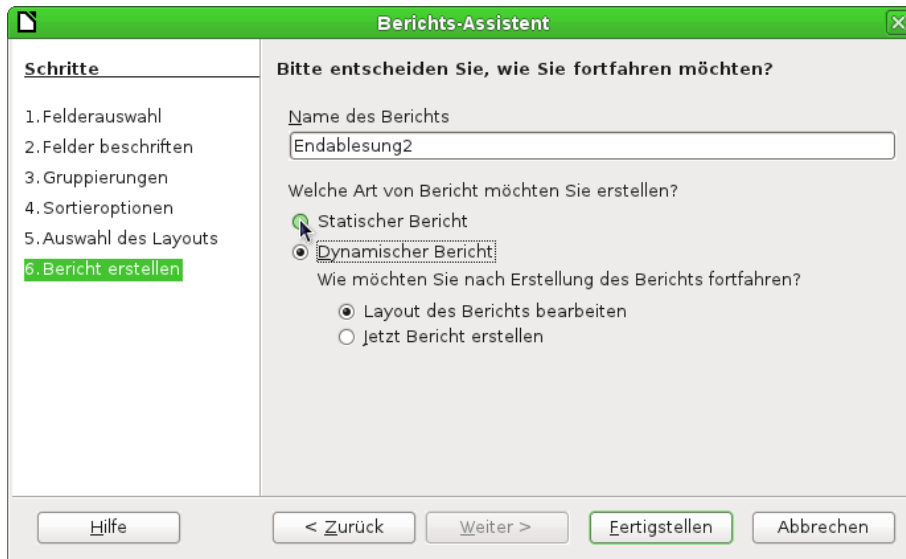 Berichts-Assistent
Schritte
1.Felderauswahl
2.Felder beschriften
3.Gruppierungen
4.Sortieroptionen
5.Auswahl des Layouts
6.Bericht erstellen
Bitte entscheiden Sie, wie Sie fortfahren möchten?
Name des Berichts
Endablesung2
Welche Art von Bericht möchten Sie erstellen?
Statischer Bericht
Dynamischer Bericht
Wie möchten Sie nach Erstellung des Berichts fortfahren?
Layout des Berichts bearbeiten
Jetzt Bericht erstellen
Hilfe
< Zurück
Weiter >
Fertigstellen
Abbrechen